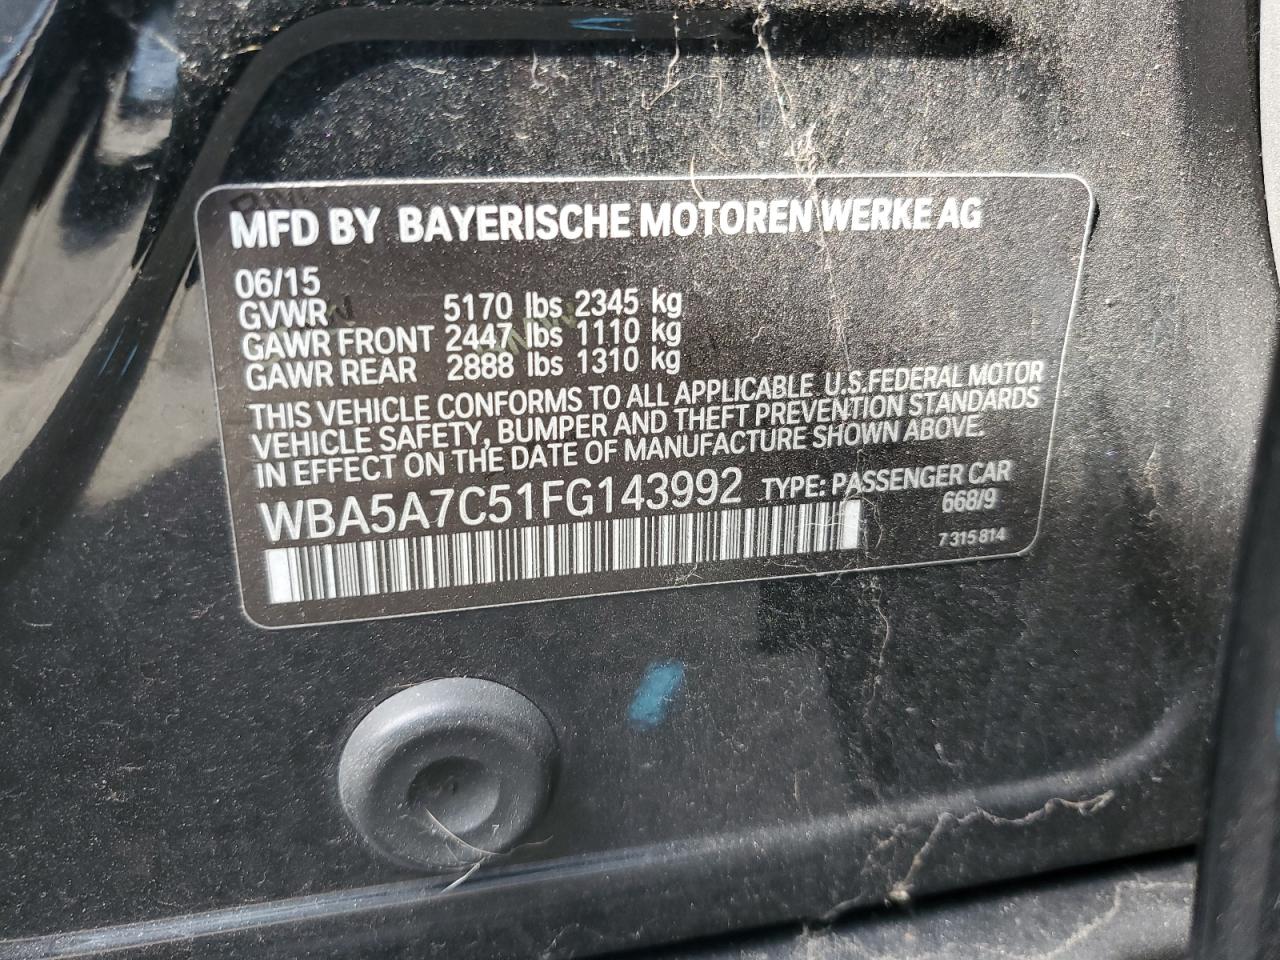 MFD BY BAYERISCHE MOTOREN WERKE AG
06/15
GVWR 5170 lbs 2345 kg
GAWR FRONT 2447 lbs 1110 kg
GAWR REAR 2888 lbs 1310 kg
THIS VEHICLE CONFORMS TO ALL APPLICABLE U.S.FEDERAL MOTOR
VEHICLE SAFETY, BUMPER AND THEFT PREVENTION STANDARDS
IN EFFECT ON THE DATE OF MANUFACTURE SHOWN ABOVE.
WBA5A7C51FG143992 TYPE: PASSENGER CAR
668/9
7 315 814